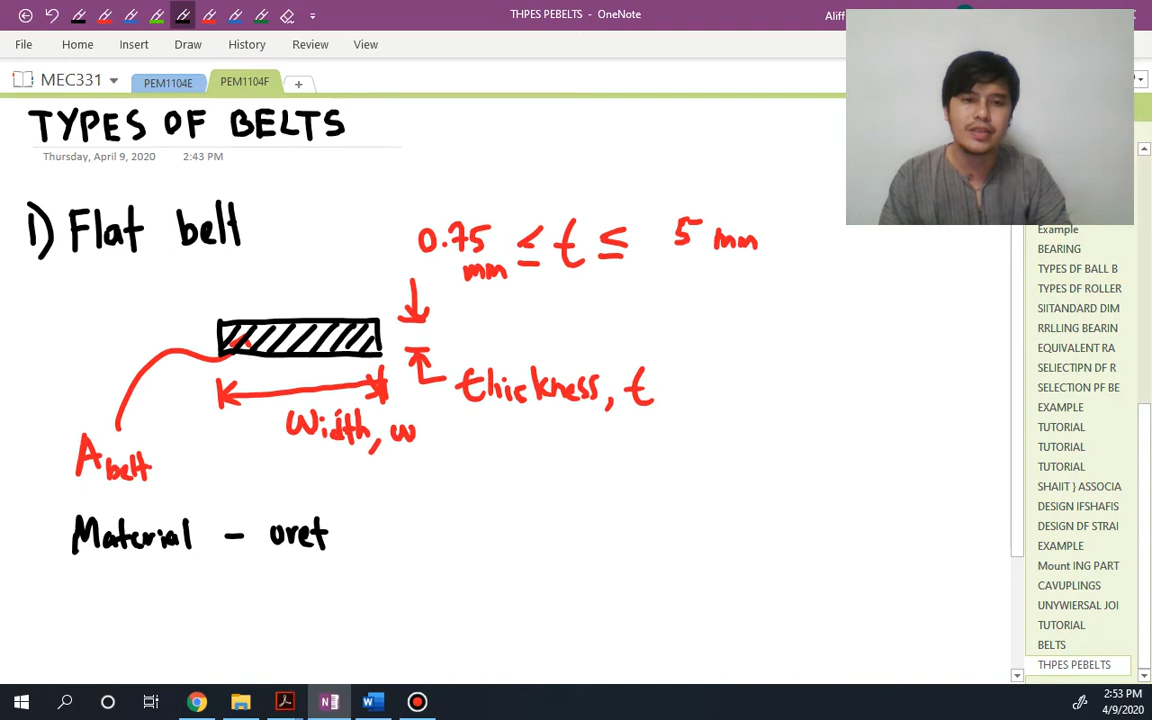 THPES PEBELTS - OneNote
Aliff
File Home Insert Draw History Review View
MEC331
PEM1104E
PEM1104F
TYPES OF BELTS
Thursday, April 9, 2020 2:43 PM
1) Flat belt
0.75 mm ≤ t ≤ 5 mm
thickness, t
Width, w
A belt
Material - oret
Example
BEARING
TYPES DF BALL B
TYPES DF ROLLER
SIITANDARD DIM
RRLLING BEARIN
EQUIVALENT RA
SELIECTIPN DF R
SELECTION PF BE
EXAMPLE
TUTORIAL
TUTORIAL
TUTORIAL
SHAIIT } ASSOCIA
DESIGN IFSHAFIS
DESIGN DF STRAI
EXAMPLE
Mount ING PART
CAVUPLINGS
UNYWIERSAL JOI
TUTORIAL
BELTS
THPES PEBELTS
2:53 PM
4/9/2020